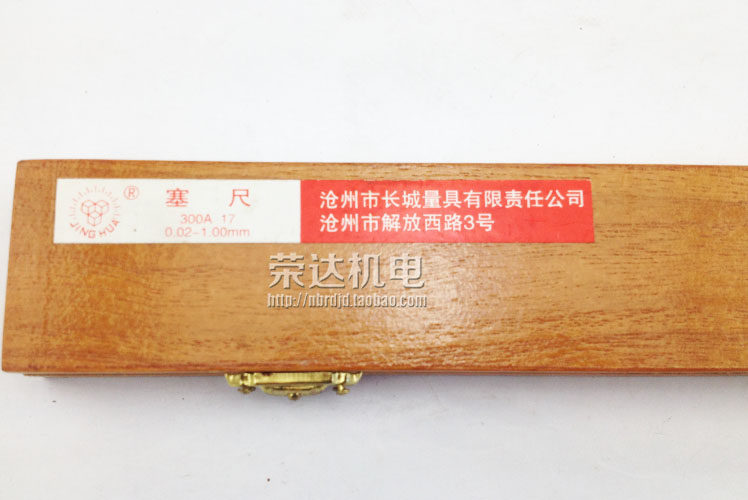 JING HUA
®
塞 尺
300A 17
0.02-1.00mm
沧州市长城量具有限责任公司
沧州市解放西路3号
荣达机电
http://nbrdjd.taobao.com